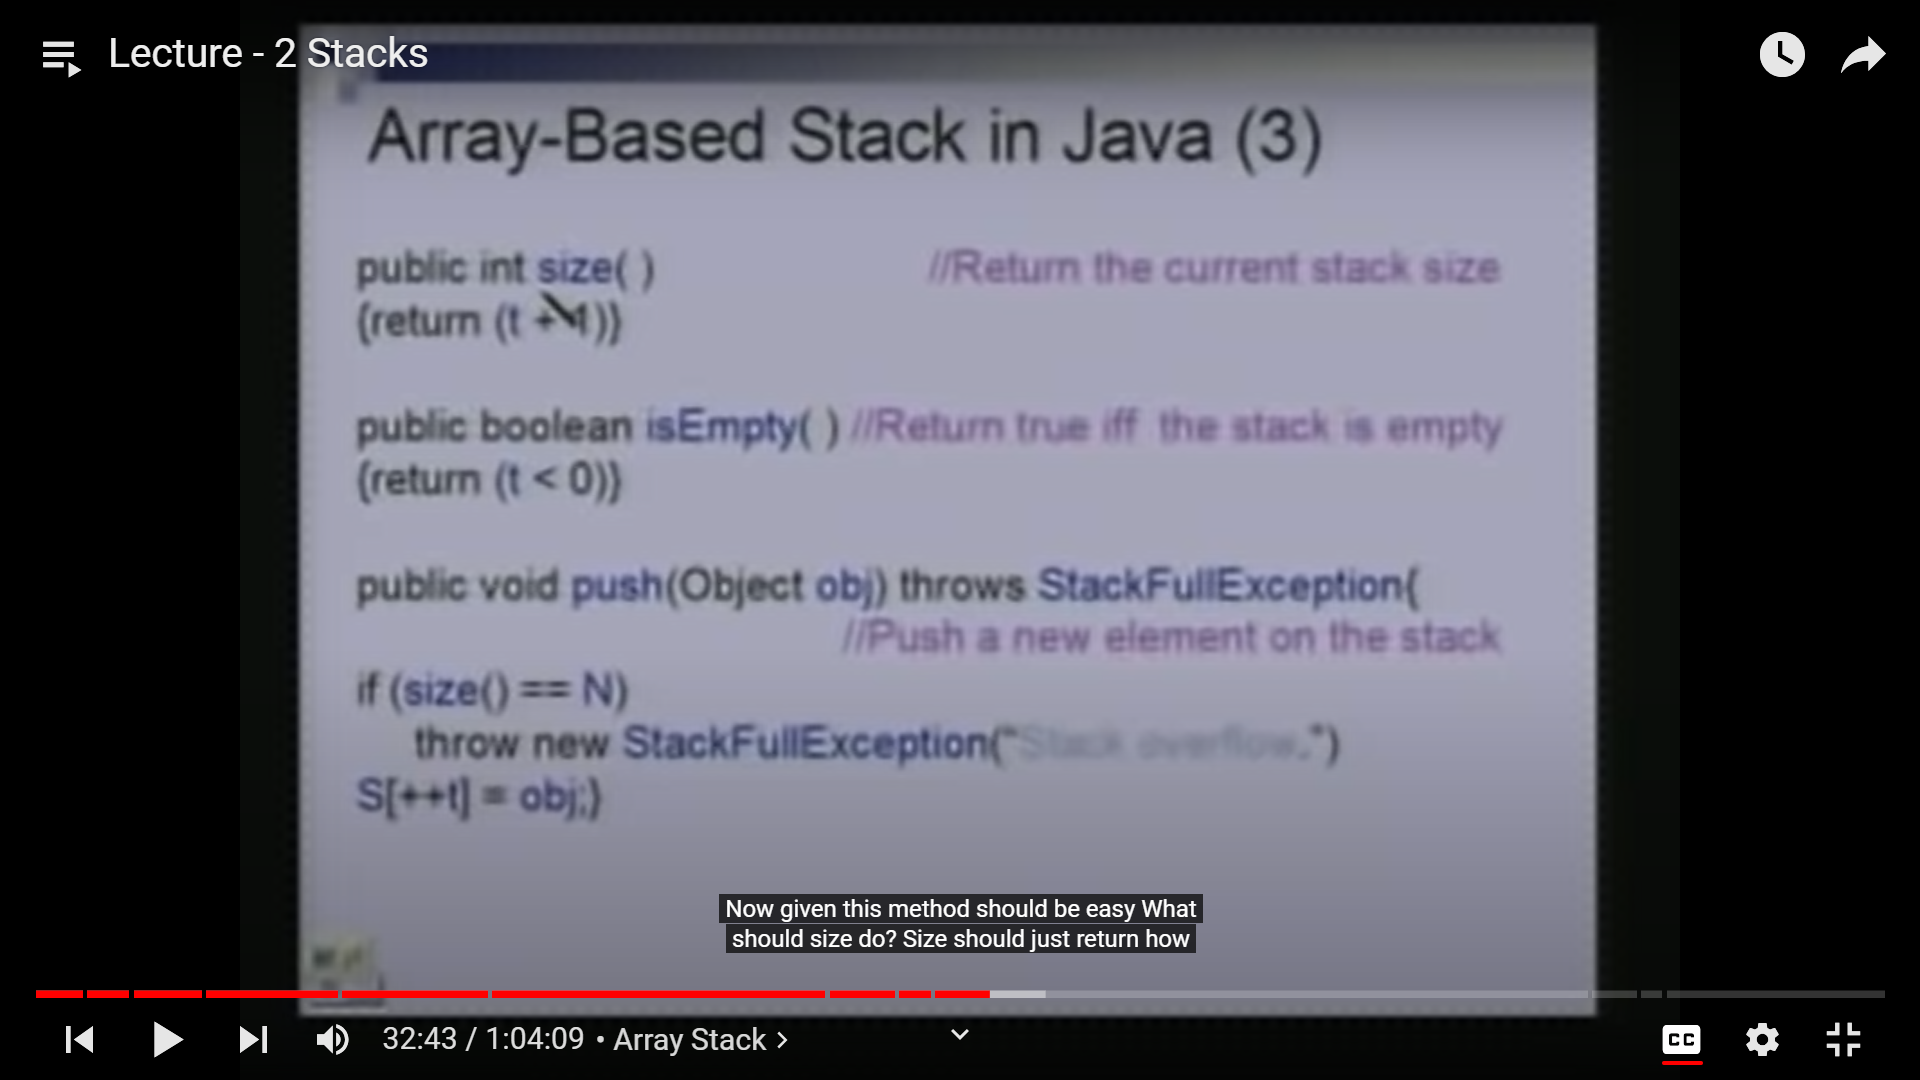 Lecture - 2 Stacks
Array-Based Stack in Java (3)
public int size( ) //Return the current stack size
{return (t + 1)}
public boolean isEmpty( ) //Return true iff the stack is empty
{return (t < 0)}
public void push(Object obj) throws StackFullException{
//Push a new element on the stack
if (size() == N)
throw new StackFullException("Stack overflow.")
S[++t] = obj;}
Now given this method should be easy What
should size do? Size should just return how
32:43 / 1:04:09 • Array Stack >
CC